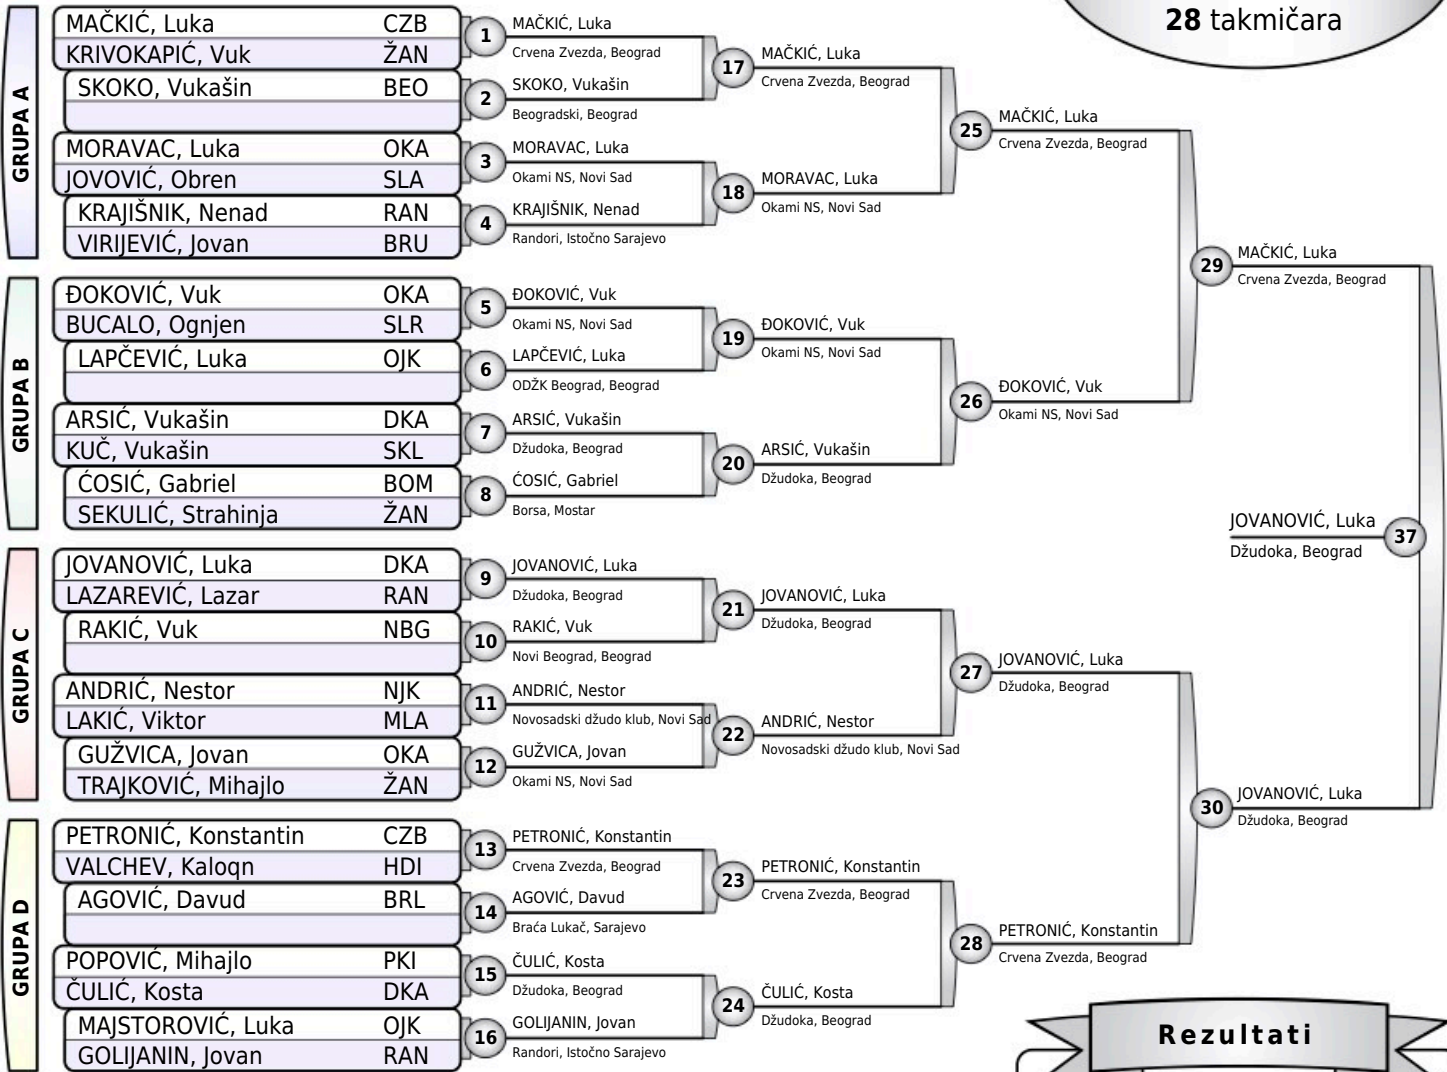 28 takmičara
GRUPA A
MAČKIĆ, Luka CZB
KRIVOKAPIĆ, Vuk ŽAN
SKOKO, Vukašin BEO
MORAVAC, Luka OKA
JOVOVIĆ, Obren SLA
KRAJIŠNIK, Nenad RAN
VIRIJEVIĆ, Jovan BRU
GRUPA B
ĐOKOVIĆ, Vuk OKA
BUCALO, Ognjen SLR
LAPČEVIĆ, Luka OJK
ARSIĆ, Vukašin DKA
KUČ, Vukašin SKL
ĆOSIĆ, Gabriel BOM
SEKULIĆ, Strahinja ŽAN
GRUPA C
JOVANOVIĆ, Luka DKA
LAZAREVIĆ, Lazar RAN
RAKIĆ, Vuk NBG
ANDRIĆ, Nestor NJK
LAKIĆ, Viktor MLA
GUŽVICA, Jovan OKA
TRAJKOVIĆ, Mihajlo ŽAN
GRUPA D
PETRONIĆ, Konstantin CZB
VALCHEV, Kaloqn HDI
AGOVIĆ, Davud BRL
POPOVIĆ, Mihajlo PKI
ČULIĆ, Kosta DKA
MAJSTOROVIĆ, Luka OJK
GOLIJANIN, Jovan RAN
1 MAČKIĆ, Luka
Crvena Zvezda, Beograd
2 SKOKO, Vukašin
Beogradski, Beograd
3 MORAVAC, Luka
Okami NS, Novi Sad
4 KRAJIŠNIK, Nenad
Randori, Istočno Sarajevo
5 ĐOKOVIĆ, Vuk
Okami NS, Novi Sad
6 LAPČEVIĆ, Luka
ODŽK Beograd, Beograd
7 ARSIĆ, Vukašin
Džudoka, Beograd
8 ĆOSIĆ, Gabriel
Borsa, Mostar
9 JOVANOVIĆ, Luka
Džudoka, Beograd
10 RAKIĆ, Vuk
Novi Beograd, Beograd
11 ANDRIĆ, Nestor
Novosadski džudo klub, Novi Sad
12 GUŽVICA, Jovan
Okami NS, Novi Sad
13 PETRONIĆ, Konstantin
Crvena Zvezda, Beograd
14 AGOVIĆ, Davud
Braća Lukač, Sarajevo
15 ČULIĆ, Kosta
Džudoka, Beograd
16 GOLIJANIN, Jovan
Randori, Istočno Sarajevo
17 MAČKIĆ, Luka
Crvena Zvezda, Beograd
18 MORAVAC, Luka
Okami NS, Novi Sad
19 ĐOKOVIĆ, Vuk
Okami NS, Novi Sad
20 ARSIĆ, Vukašin
Džudoka, Beograd
21 JOVANOVIĆ, Luka
Džudoka, Beograd
22 ANDRIĆ, Nestor
Novosadski džudo klub, Novi Sad
23 PETRONIĆ, Konstantin
Crvena Zvezda, Beograd
24 ČULIĆ, Kosta
Džudoka, Beograd
25 MAČKIĆ, Luka
Crvena Zvezda, Beograd
26 ĐOKOVIĆ, Vuk
Okami NS, Novi Sad
27 JOVANOVIĆ, Luka
Džudoka, Beograd
28 PETRONIĆ, Konstantin
Crvena Zvezda, Beograd
29 MAČKIĆ, Luka
Crvena Zvezda, Beograd
30 JOVANOVIĆ, Luka
Džudoka, Beograd
JOVANOVIĆ, Luka 37
Džudoka, Beograd
Rezultati